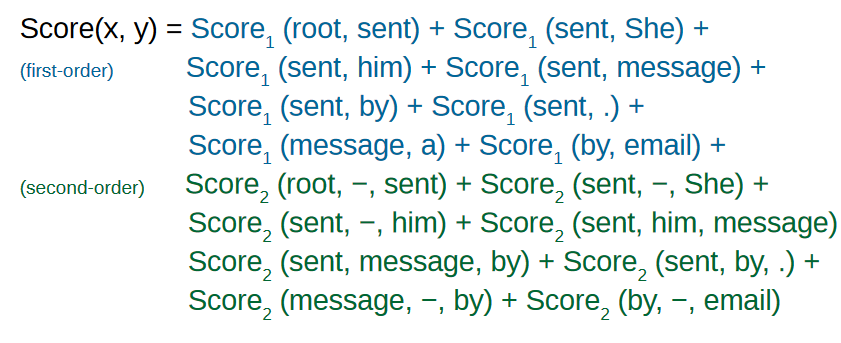 Score(x, y) = Score₁ (root, sent) + Score₁ (sent, She) +
(first-order) Score₁ (sent, him) + Score₁ (sent, message) +
Score₁ (sent, by) + Score₁ (sent, .) +
Score₁ (message, a) + Score₁ (by, email) +
(second-order) Score₂ (root, −, sent) + Score₂ (sent, −, She) +
Score₂ (sent, −, him) + Score₂ (sent, him, message)
Score₂ (sent, message, by) + Score₂ (sent, by, .) +
Score₂ (message, −, by) + Score₂ (by, −, email)